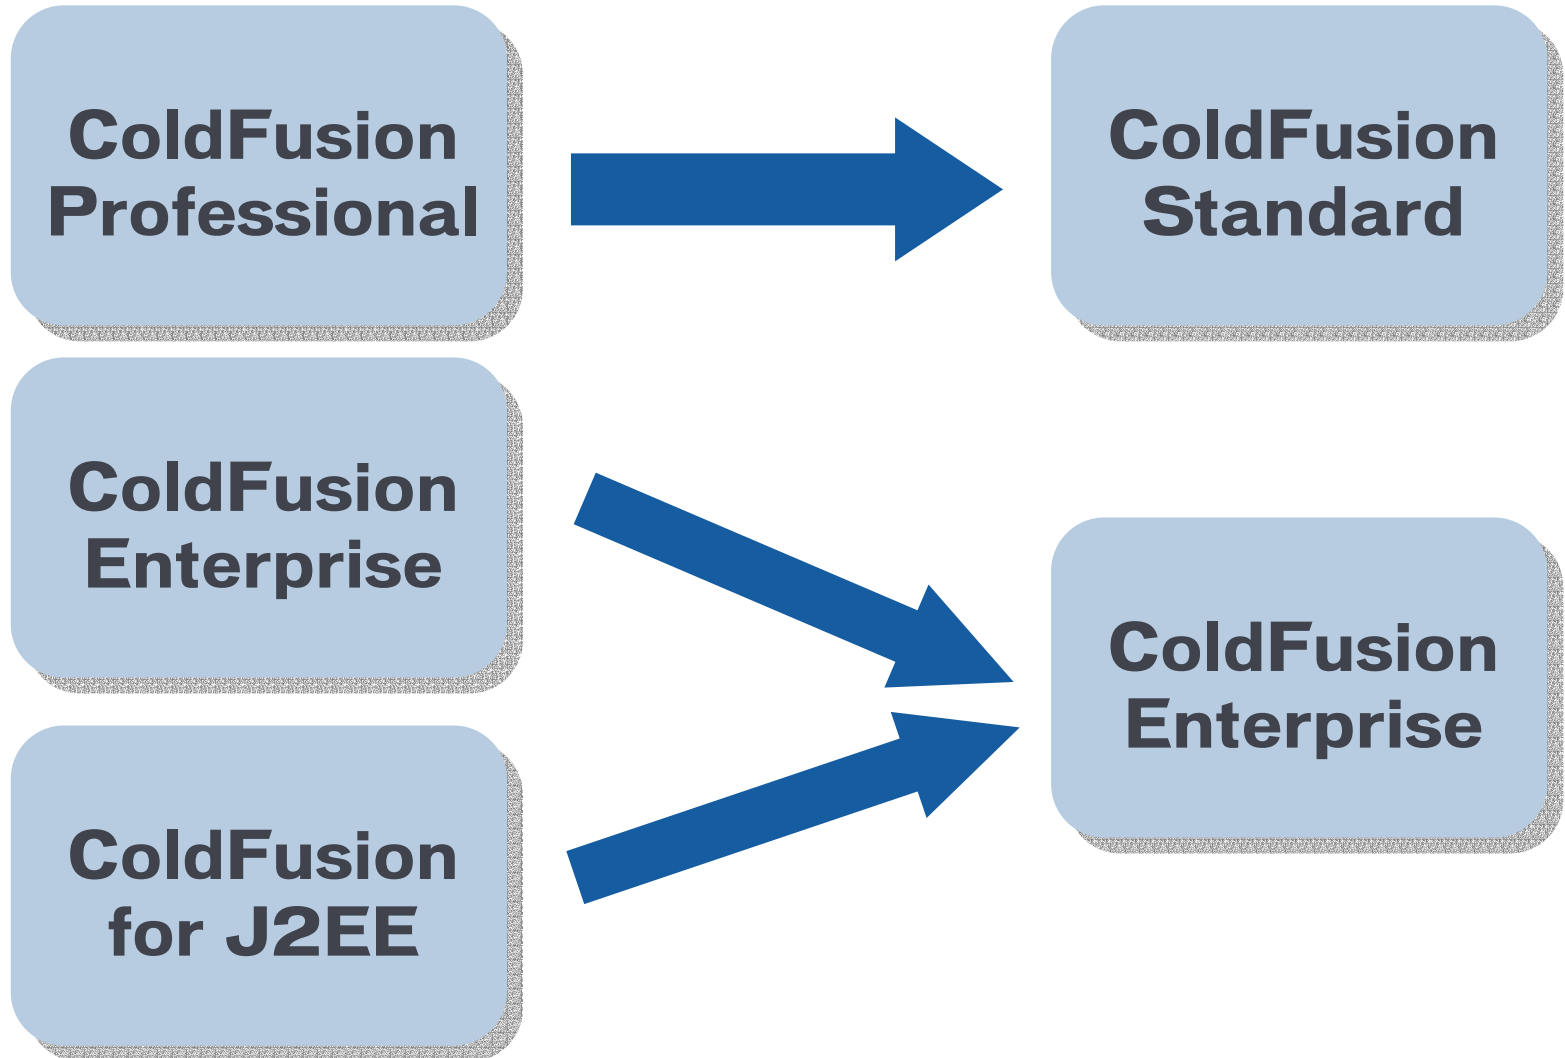 ColdFusion
Professional
ColdFusion
Standard
ColdFusion
Enterprise
ColdFusion
Enterprise
ColdFusion
for J2EE